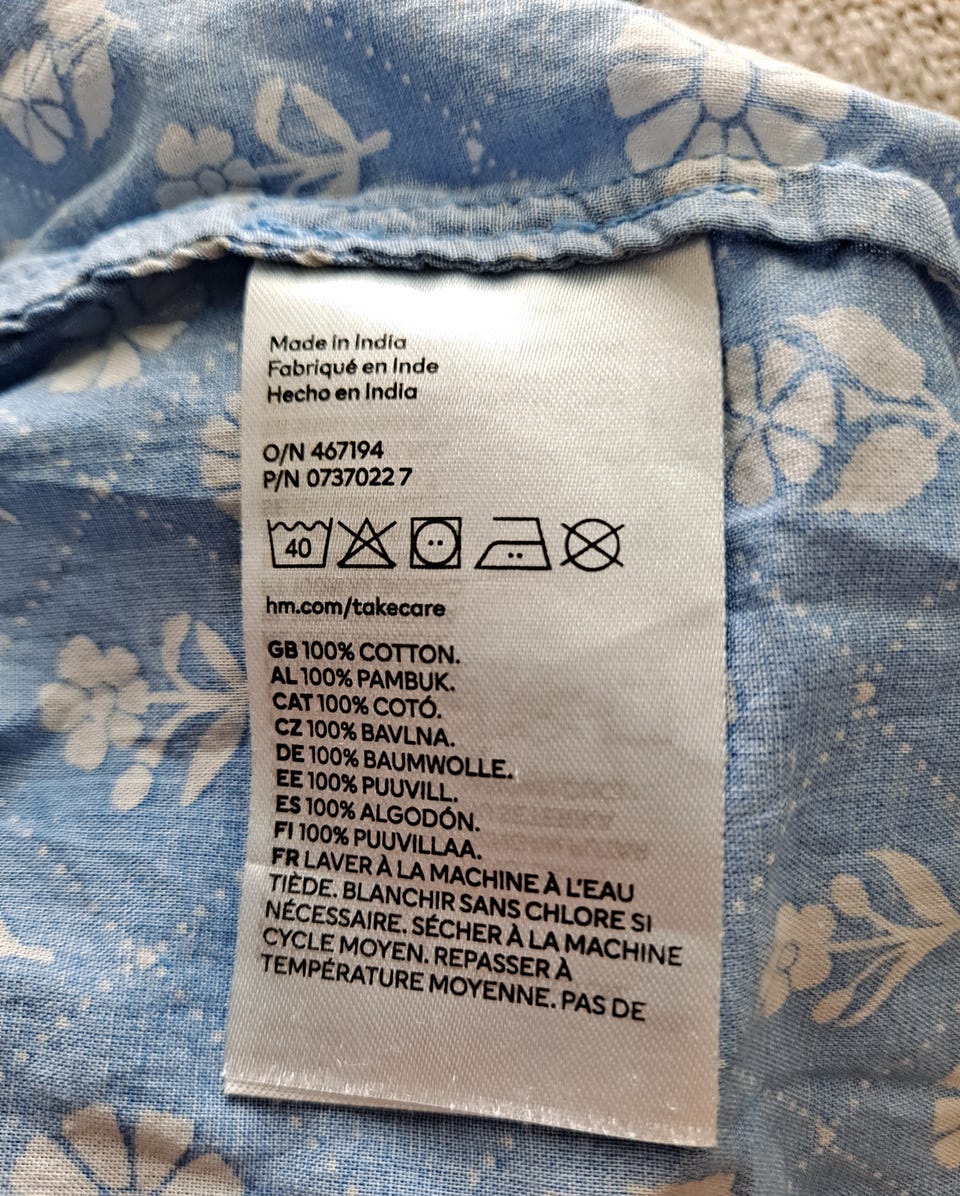 Made in India
Fabriqué en Inde
Hecho en India
O/N 467194
P/N 0737022 7
40
hm.com/takecare
GB 100% COTTON.
AL 100% PAMBUK.
CAT 100% COTÓ.
CZ 100% BAVLNA.
DE 100% BAUMWOLLE.
EE 100% PUUVILL.
ES 100% ALGODÓN.
FI 100% PUUVILLAA.
FR LAVER À LA MACHINE À L'EAU
TIÈDE. BLANCHIR SANS CHLORE SI
NÉCESSAIRE. SÉCHER À LA MACHINE
CYCLE MOYEN. REPASSER À
TEMPÉRATURE MOYENNE. PAS DE